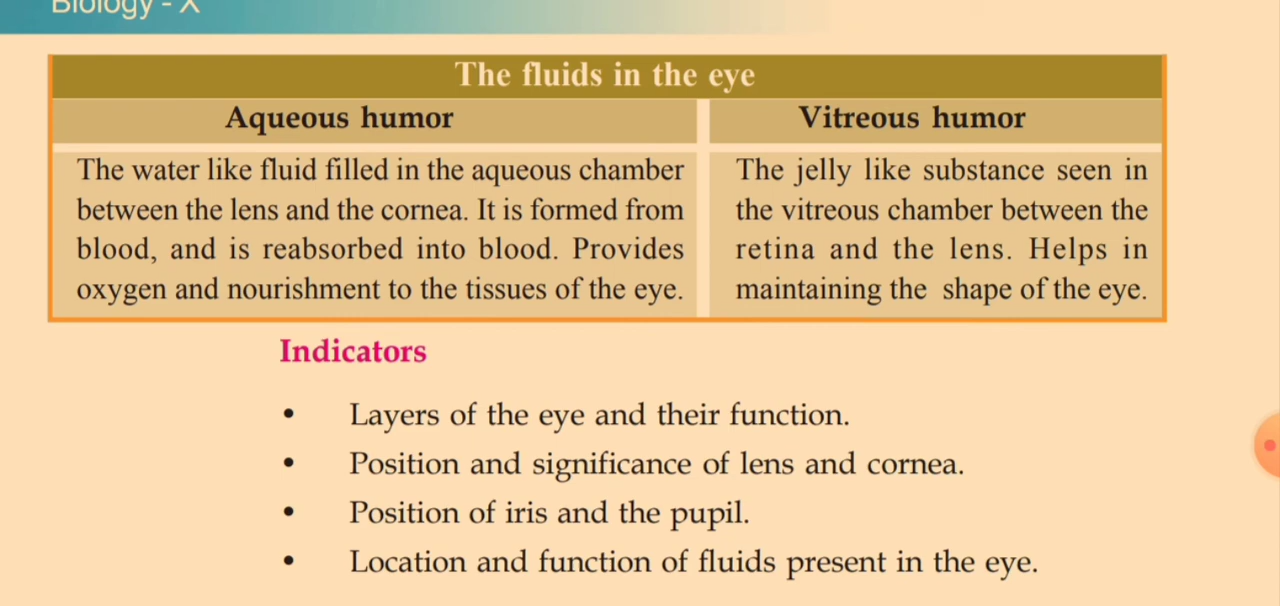 Biology - X
The fluids in the eye
Aqueous humor
Vitreous humor
The water like fluid filled in the aqueous chamber
between the lens and the cornea. It is formed from
blood, and is reabsorbed into blood. Provides
oxygen and nourishment to the tissues of the eye.
The jelly like substance seen in
the vitreous chamber between the
retina and the lens. Helps in
maintaining the shape of the eye.
Indicators
• Layers of the eye and their function.
• Position and significance of lens and cornea.
• Position of iris and the pupil.
• Location and function of fluids present in the eye.